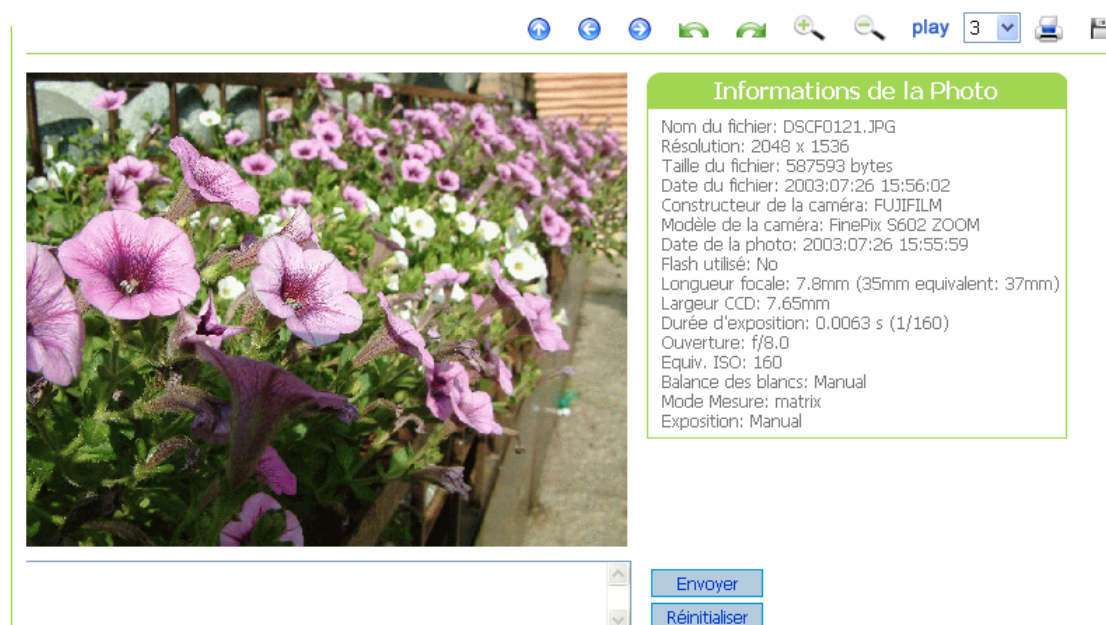 play 3
Informations de la Photo
Nom du fichier: DSCF0121.JPG
Résolution: 2048 x 1536
Taille du fichier: 587593 bytes
Date du fichier: 2003:07:26 15:56:02
Constructeur de la caméra: FUJIFILM
Modèle de la caméra: FinePix S602 ZOOM
Date de la photo: 2003:07:26 15:55:59
Flash utilisé: No
Longueur focale: 7.8mm (35mm equivalent: 37mm)
Largeur CCD: 7.65mm
Durée d'exposition: 0.0063 s (1/160)
Ouverture: f/8.0
Equiv. ISO: 160
Balance des blancs: Manual
Mode Mesure: matrix
Exposition: Manual
Envoyer
Réinitialiser